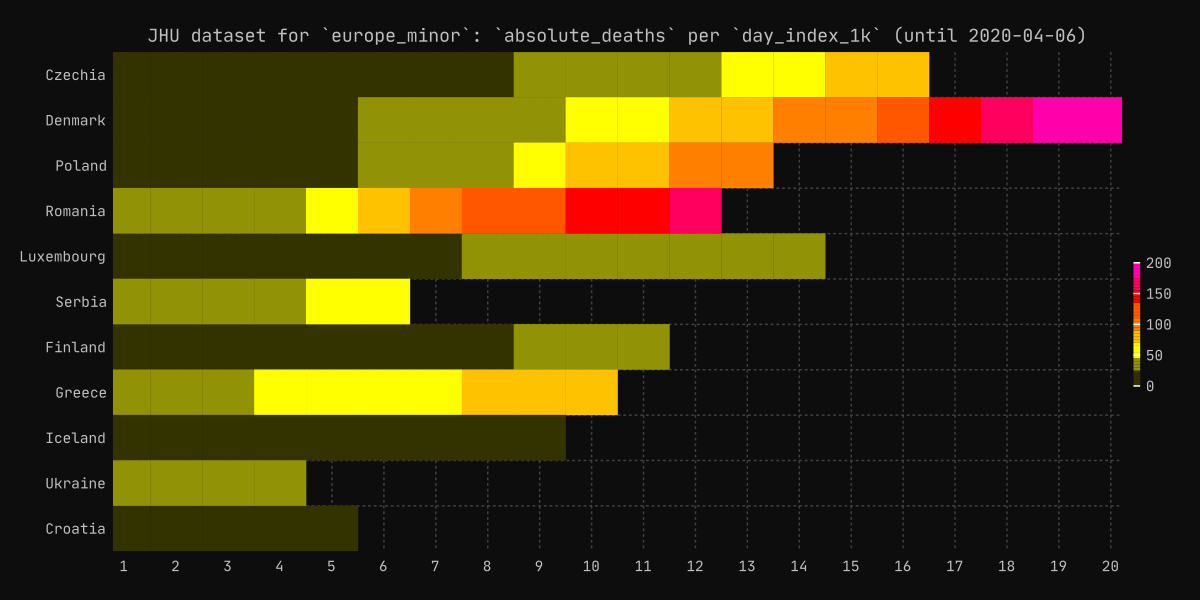 JHU dataset for `europe_minor`: `absolute_deaths` per `day_index_1k` (until 2020-04-06)
Czechia
Denmark
Poland
Romania
Luxembourg
Serbia
Finland
Greece
Iceland
Ukraine
Croatia
1 2 3 4 5 6 7 8 9 10 11 12 13 14 15 16 17 18 19 20
200
150
100
50
0